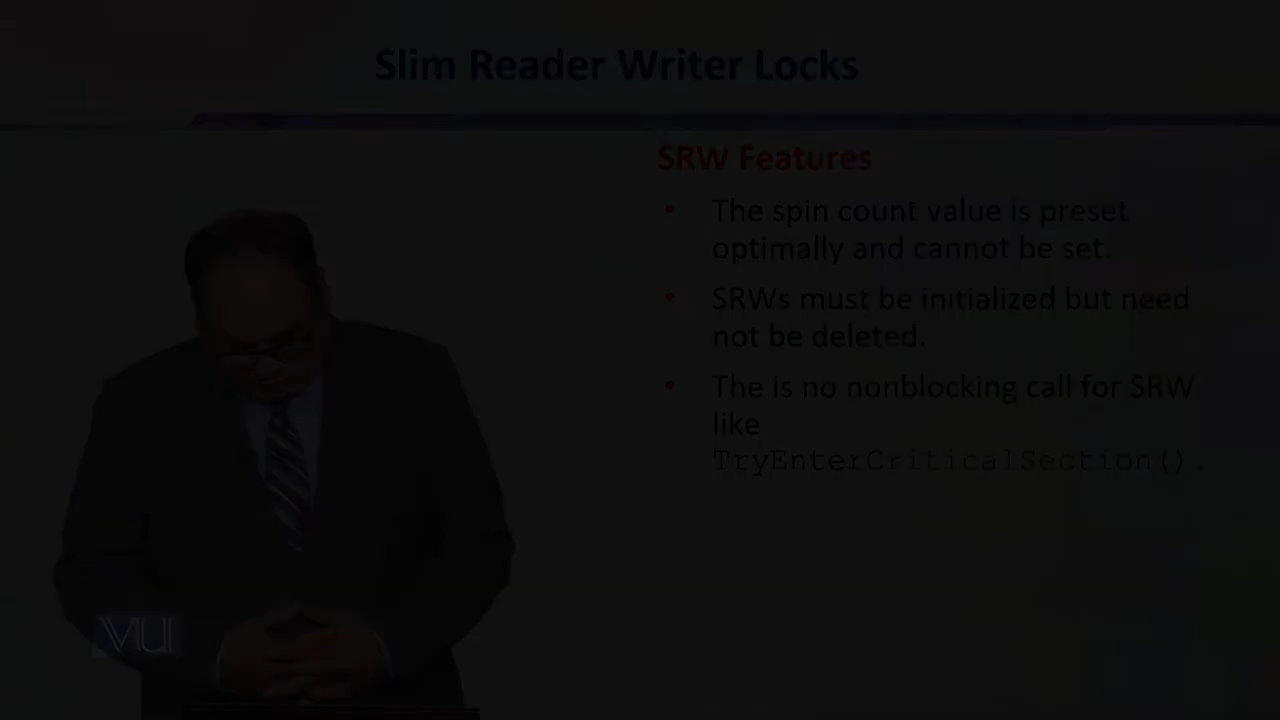 Slim Reader Writer Locks
SRW Features
• The spin count value is preset
optimally and cannot be set.
• SRWs must be initialized but need
not be deleted.
• The is no nonblocking call for SRW
like
TryEnterCriticalSection().
VU